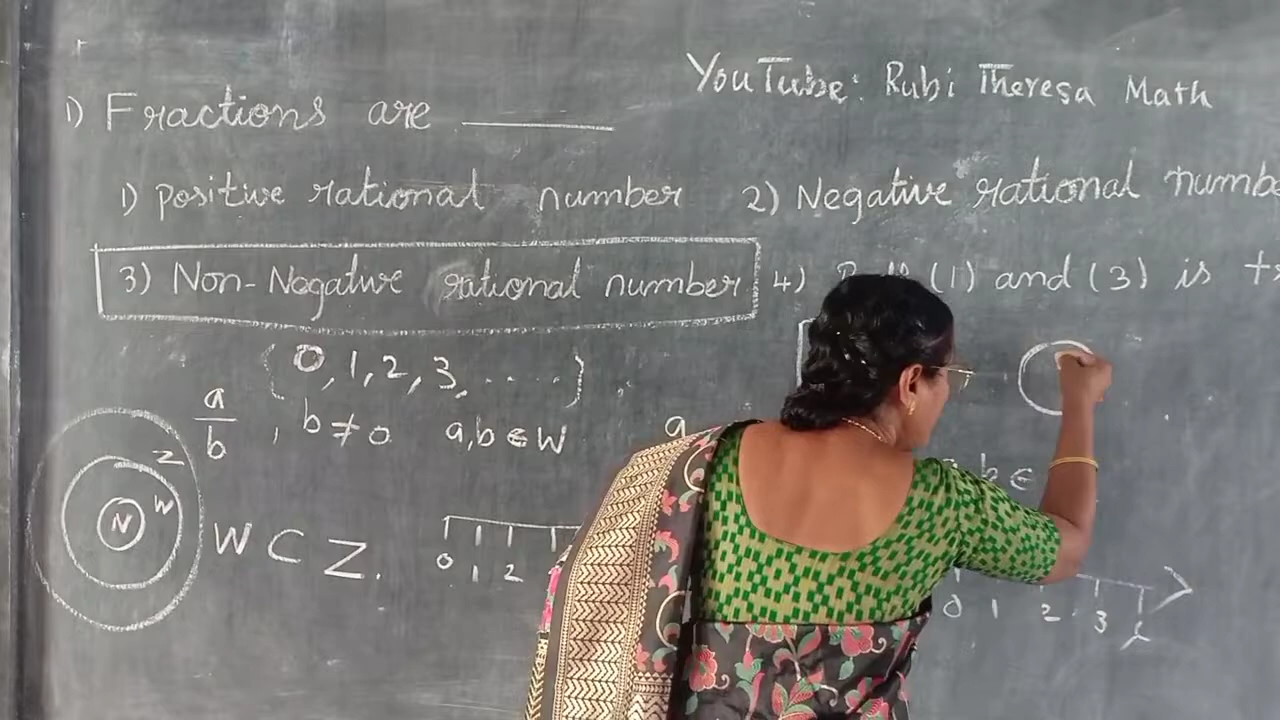 YouTube: Rubi Theresa Math
1) Fractions are ______
1) positive rational number 2) Negative rational numbe
3) Non-Negative rational number 4) (1) and (3) is
{0, 1, 2, 3, .....}
a/b, b≠0 a,b∈W a
b∈
Z
W
N
W ⊂ Z.
0 1 2
0 1 2 3